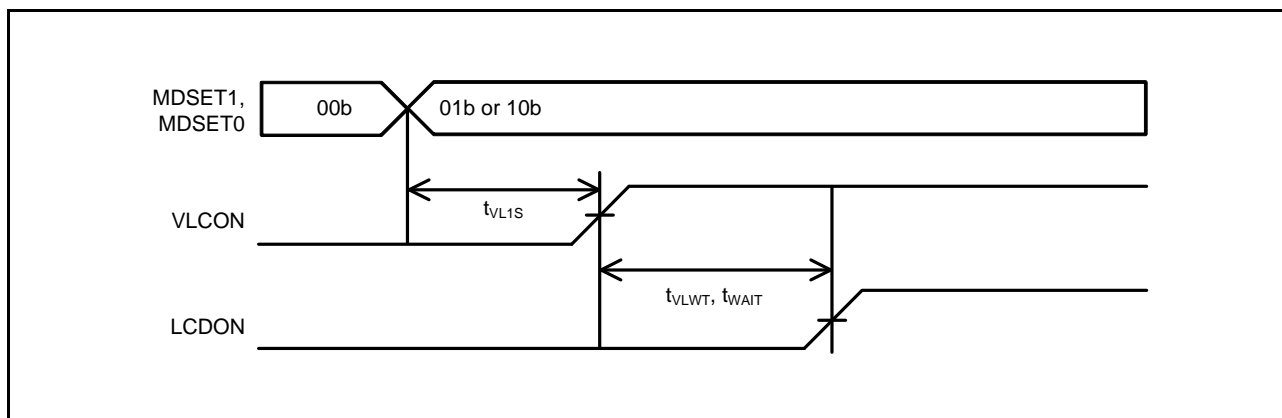 MDSET1,
MDSET0
00b
01b or 10b
tVL1S
VLCON
tVLWT, tWAIT
LCDON